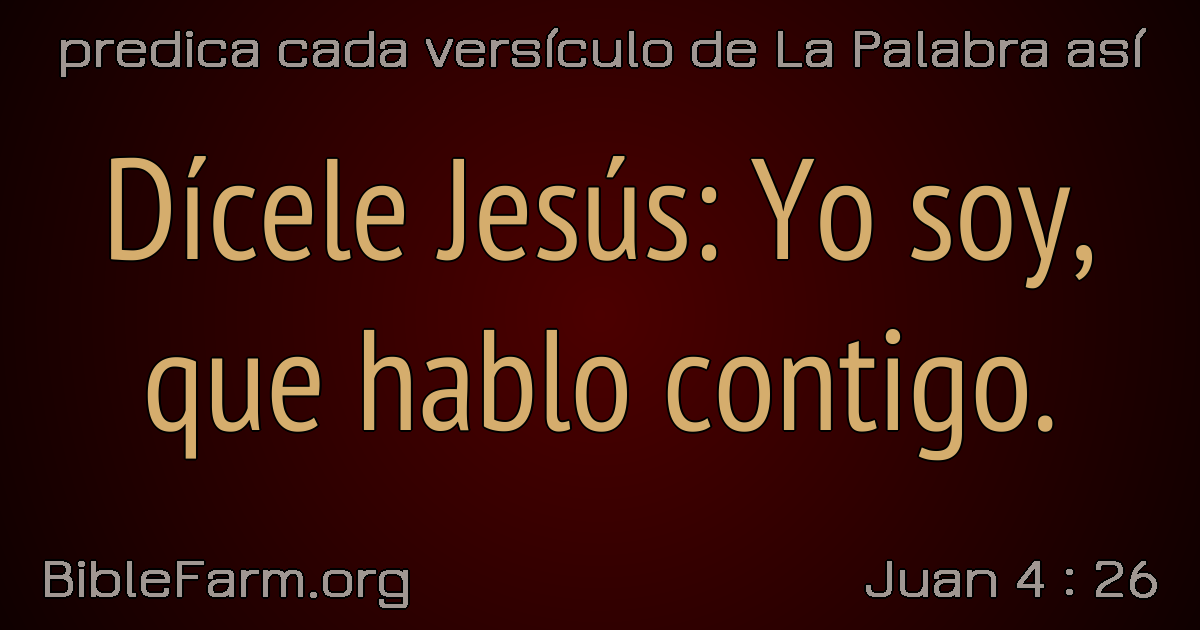 predica cada versículo de La Palabra así
Dícele Jesús: Yo soy,
que hablo contigo.
BibleFarm.org
Juan 4 : 26